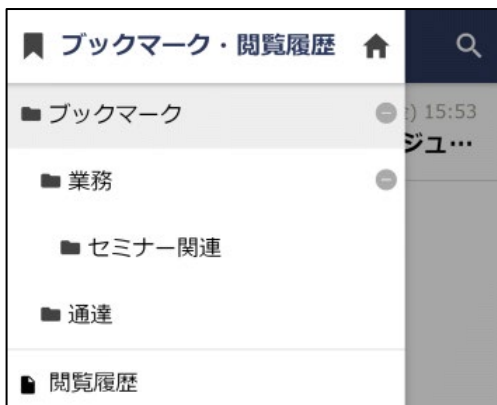 ブックマーク・閲覧履歴
ブックマーク
) 15:53
ジュ…
業務
セミナー関連
通達
閲覧履歴